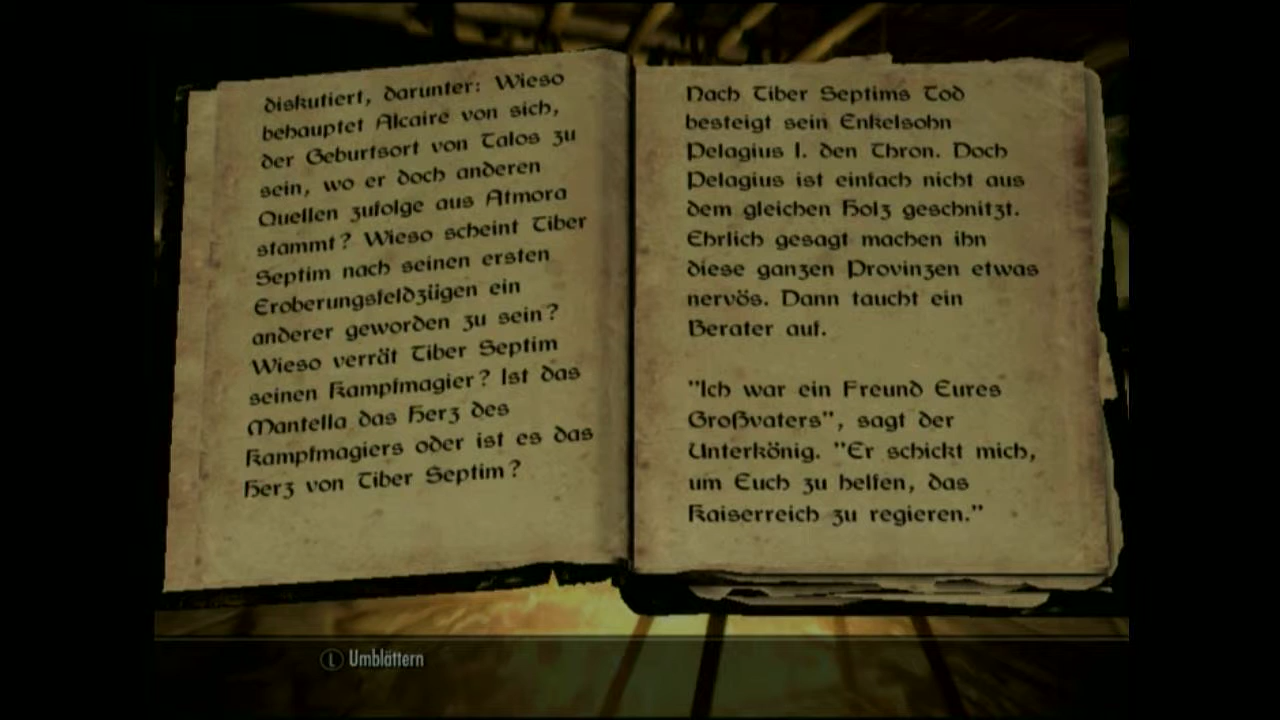 diskutiert, darunter: Wieso
behauptet Alcaire von sich,
der Geburtsort von Talos zu
sein, wo er doch anderen
Quellen zufolge aus Atmora
stammt? Wieso scheint Tiber
Septim nach seinen ersten
Eroberungsfeldzügen ein
anderer geworden zu sein?
Wieso verrät Tiber Septim
seinen Kampfmagier? Ist das
Mantella das Herz des
Kampfmagiers oder ist es das
Herz von Tiber Septim?
Nach Tiber Septims Tod
besteigt sein Enkelsohn
Pelagius I. den Thron. Doch
Pelagius ist einfach nicht aus
dem gleichen Holz geschnitzt.
Ehrlich gesagt machen ihn
diese ganzen Provinzen etwas
nervös. Dann taucht ein
Berater auf.
"Ich war ein Freund Eures
Großvaters", sagt der
Unterkönig. "Er schickt mich,
um Euch zu helfen, das
Kaiserreich zu regieren."
L Umblättern